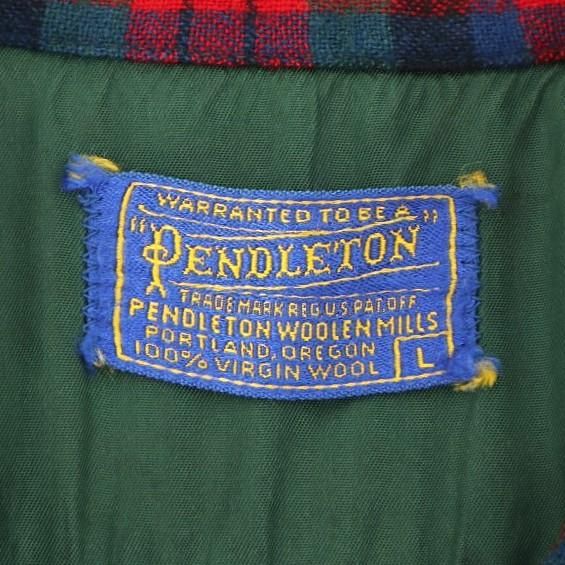 WARRANTED TO BE A
"PENDLETON"
TRADE MARK REG U.S. PAT. OFF
PENDLETON WOOLEN MILLS
PORTLAND, OREGON
100% VIRGIN WOOL
L